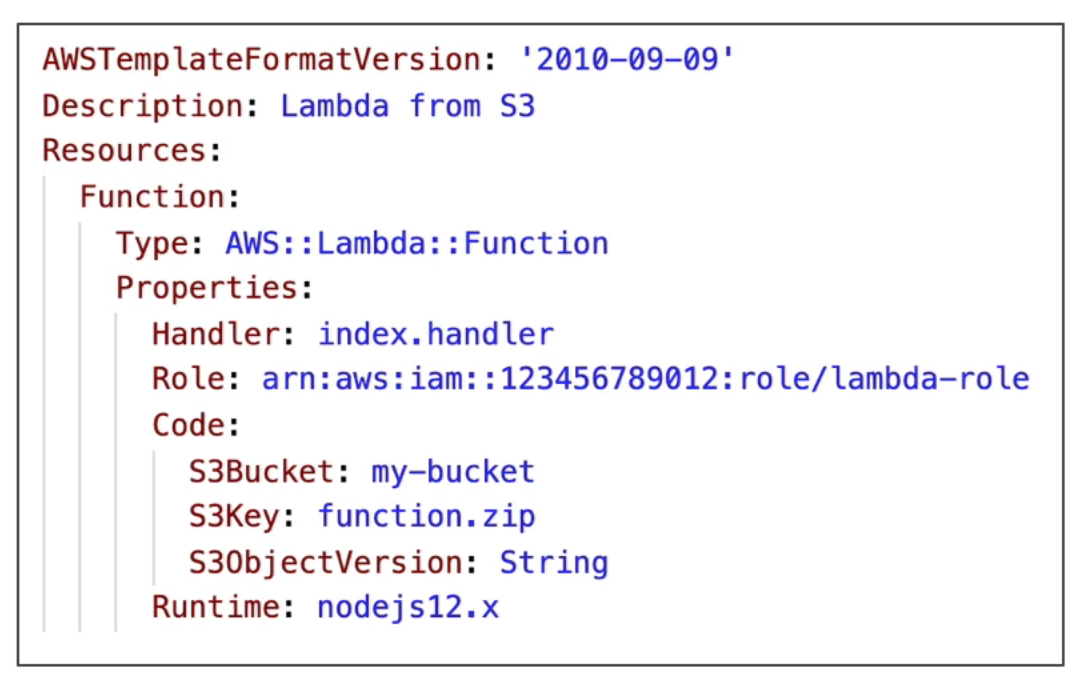 AWSTemplateFormatVersion: '2010-09-09'
Description: Lambda from S3
Resources:
  Function:
    Type: AWS::Lambda::Function
    Properties:
      Handler: index.handler
      Role: arn:aws:iam::123456789012:role/lambda-role
      Code:
        S3Bucket: my-bucket
        S3Key: function.zip
        S3ObjectVersion: String
      Runtime: nodejs12.x